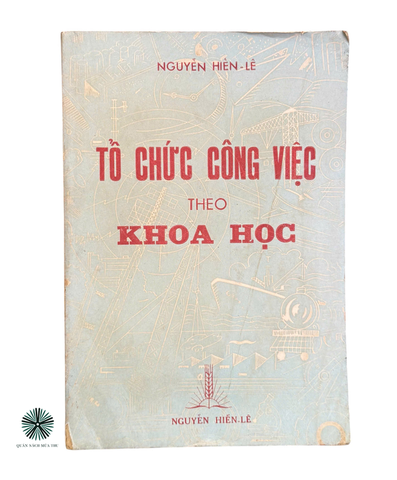 NGUYỄN HIẾN-LÊ
TỔ CHỨC CÔNG VIỆC
THEO
KHOA HỌC
NGUYỄN HIẾN-LÊ